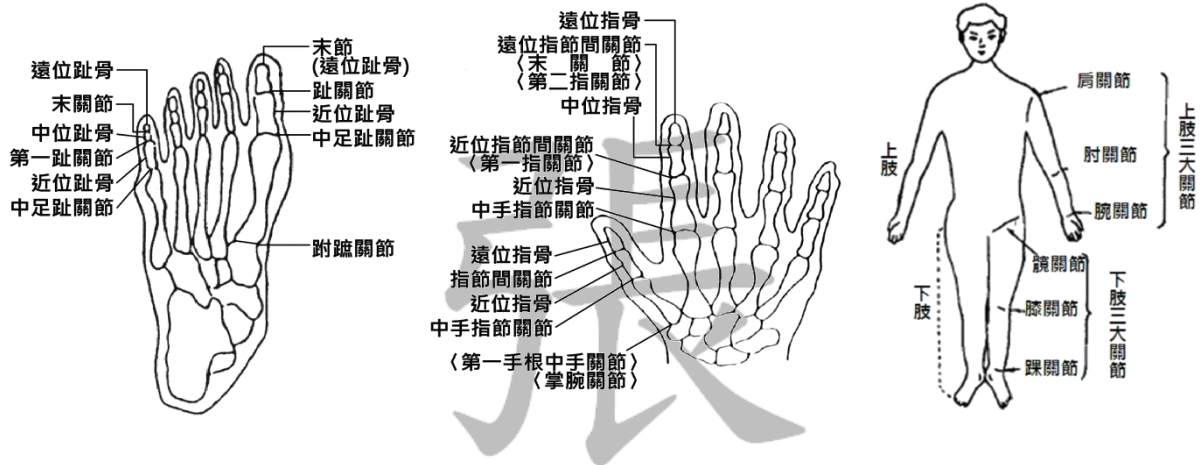 遠位趾骨
末關節
中位趾骨
第一趾關節
近位趾骨
中足趾關節
末節
(遠位趾骨)
趾關節
近位趾骨
中足趾關節
跗蹠關節
遠位指骨
遠位指節間關節
〈末關節〉
〈第二指關節〉
中位指骨
近位指節間關節
〈第一指關節〉
近位指骨
中手指節關節
遠位指骨
指節間關節
近位指骨
中手指節關節
〈第一手根中手關節〉
〈掌腕關節〉
張
上肢
肩關節
肘關節
腕關節
上肢三大關節
下肢
髖關節
膝關節
踝關節
下肢三大關節